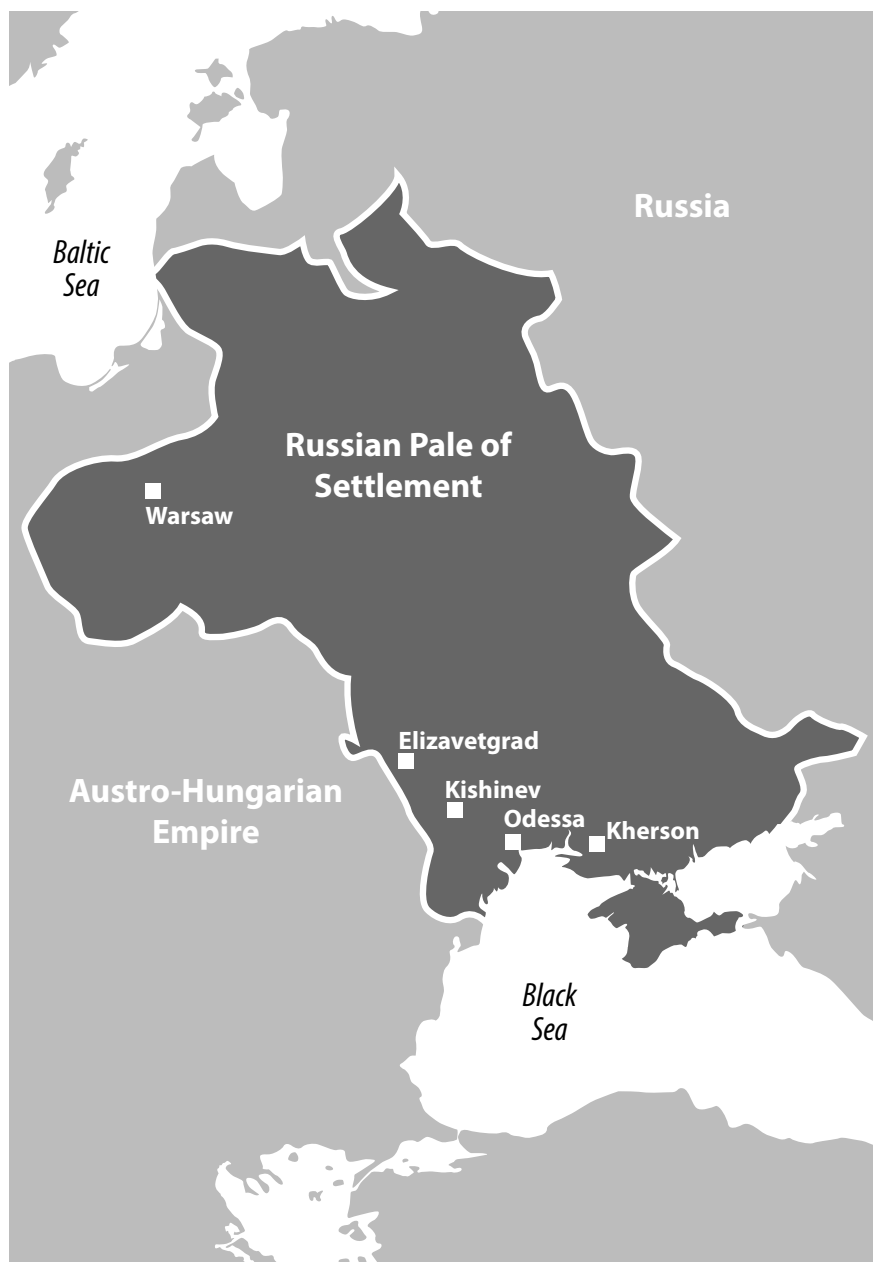 Russia
Baltic
Sea
Russian Pale of
Settlement
Warsaw
Elizavetgrad
Kishinev
Austro-Hungarian
Empire
Odessa
Kherson
Black
Sea